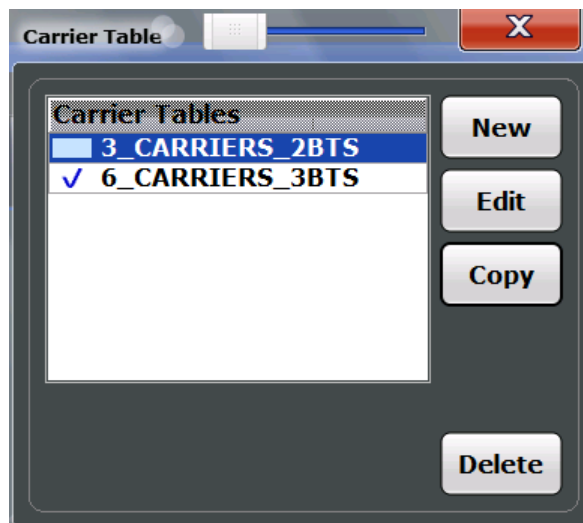 Carrier Table
X
Carrier Tables
3_CARRIERS_2BTS
✓ 6_CARRIERS_3BTS
New
Edit
Copy
Delete